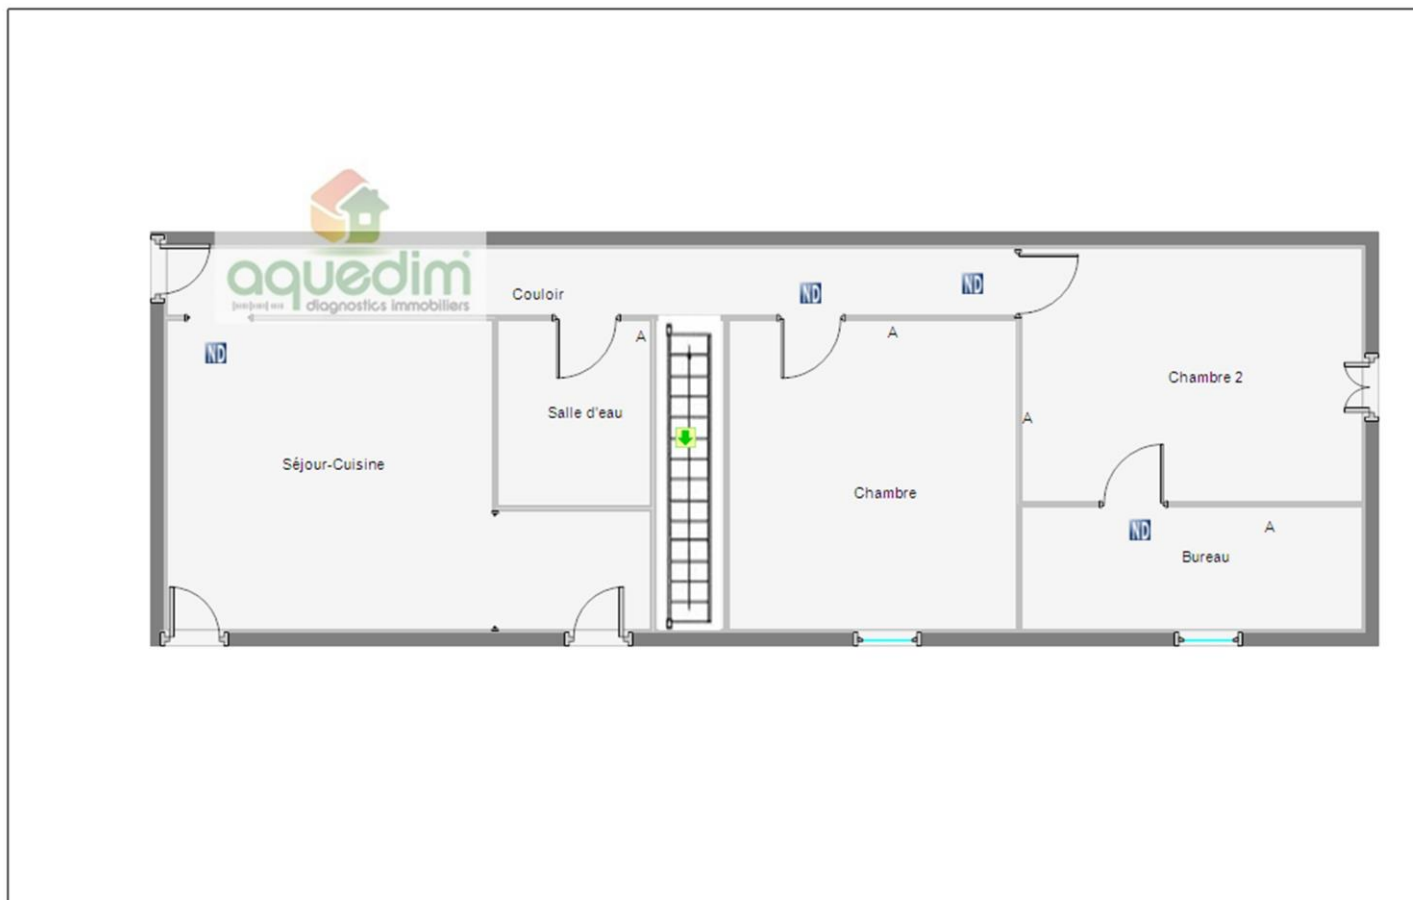 aquedim
diagnostics immobiliers
Couloir
ND
ND
ND
A
A
Chambre 2
Salle d'eau
A
Séjour-Cuisine
Chambre
ND
A
Bureau